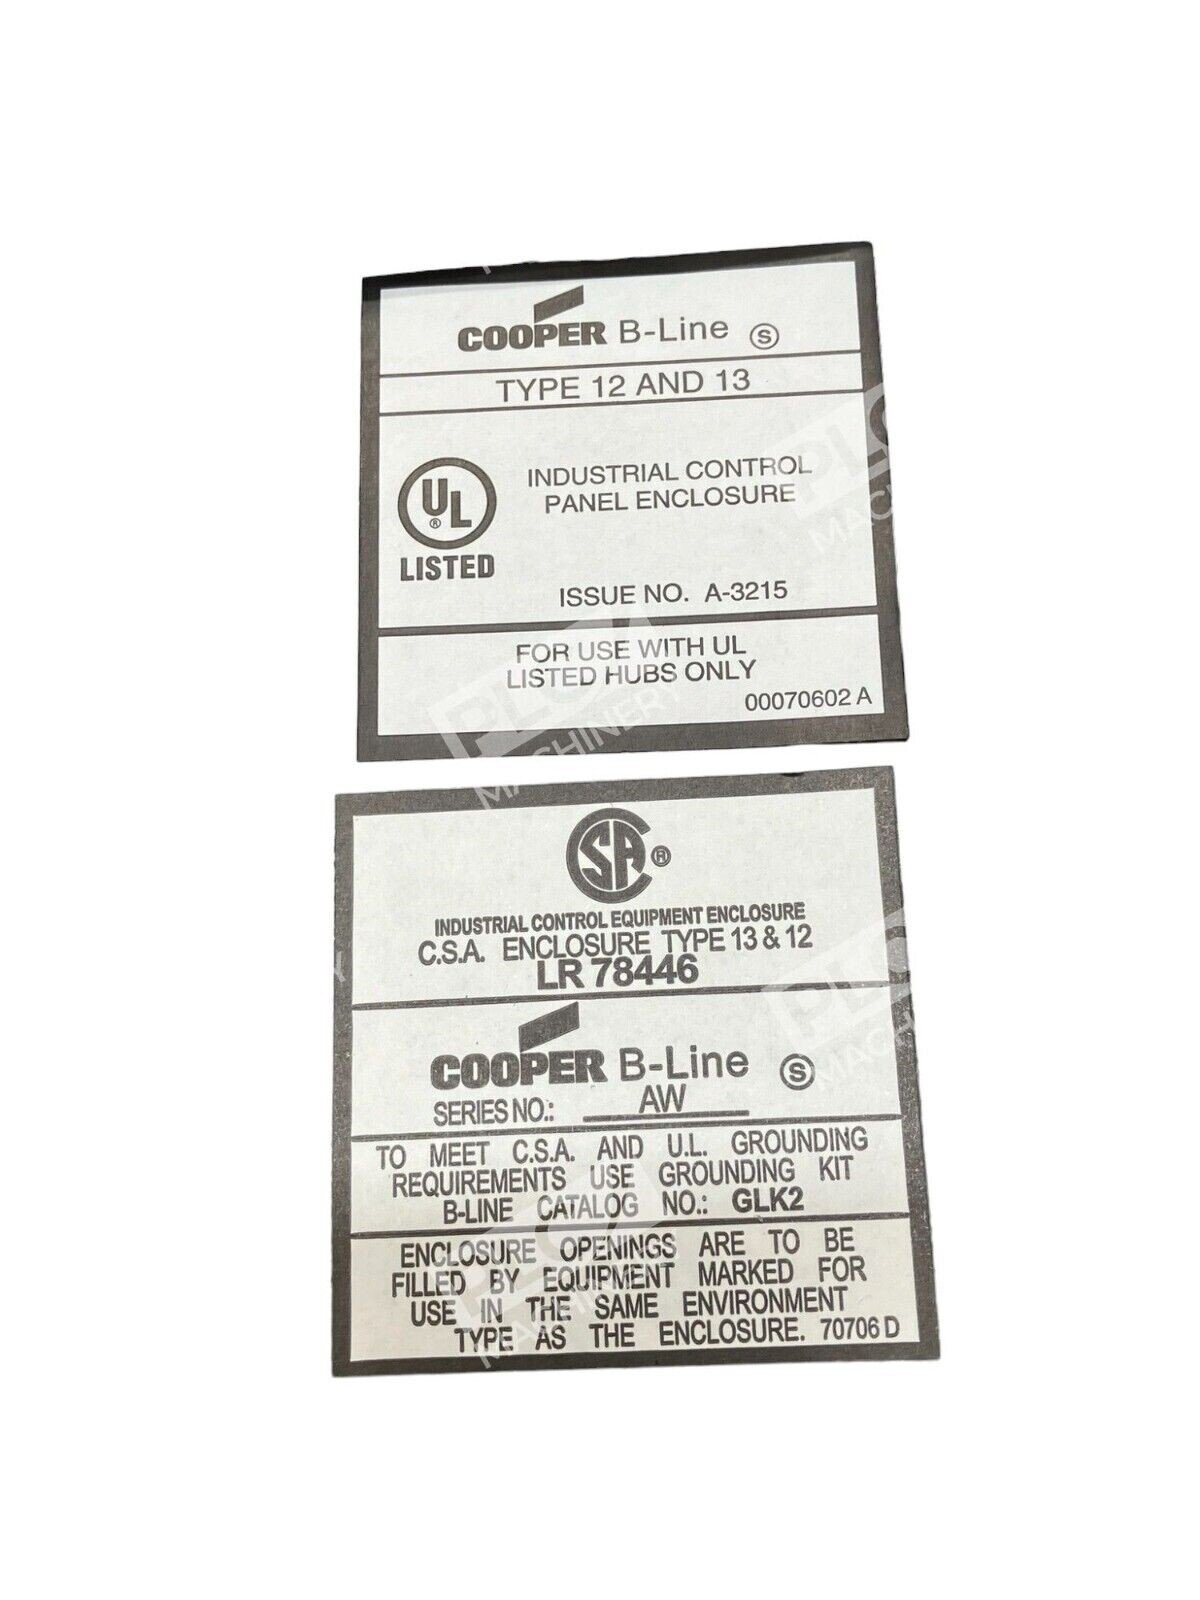 COOPER B-Line S
TYPE 12 AND 13
UL
®
LISTED
INDUSTRIAL CONTROL
PANEL ENCLOSURE
ISSUE NO. A-3215
FOR USE WITH UL
LISTED HUBS ONLY
00070602 A
CSA ®
INDUSTRIAL CONTROL EQUIPMENT ENCLOSURE
C.S.A. ENCLOSURE TYPE 13 & 12
LR 78446
COOPER B-Line S
SERIES NO.: AW
TO MEET C.S.A. AND U.L. GROUNDING
REQUIREMENTS USE GROUNDING KIT
B-LINE CATALOG NO.: GLK2
ENCLOSURE OPENINGS ARE TO BE
FILLED BY EQUIPMENT MARKED FOR
USE IN THE SAME ENVIRONMENT
TYPE AS THE ENCLOSURE. 70706 D
PLC
MACHINERY